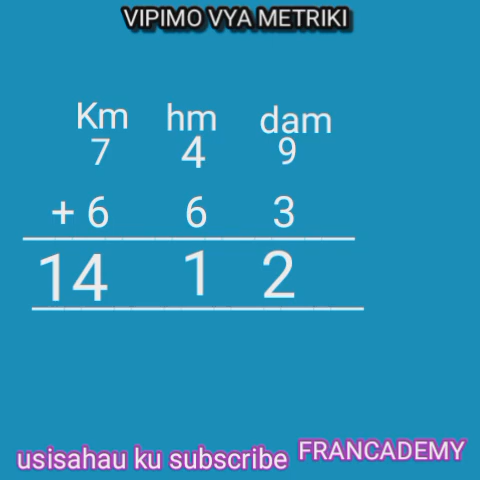 VIPIMO VYA METRIKI
Km hm dam
7 4 9
+ 6 6 3
14 1 2
usisahau ku subscribe FRANCADEMY